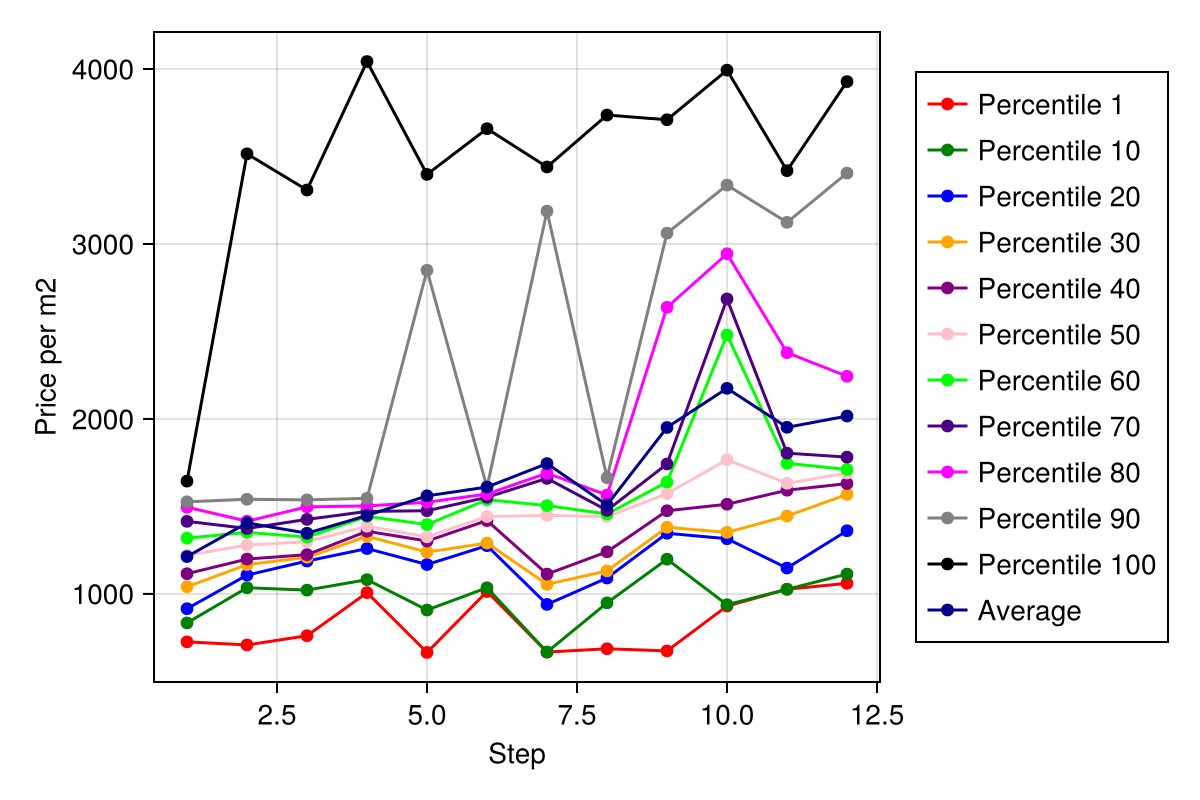 4000
3000
2000
1000
Price per m2
2.5
5.0
7.5
10.0
12.5
Step
Percentile 1
Percentile 10
Percentile 20
Percentile 30
Percentile 40
Percentile 50
Percentile 60
Percentile 70
Percentile 80
Percentile 90
Percentile 100
Average